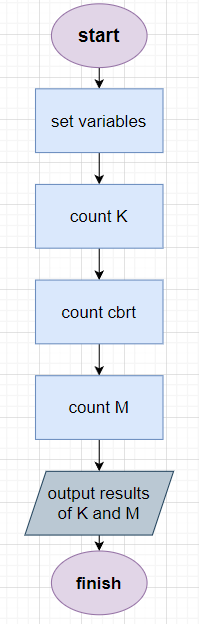 start
set variables
count K
count cbrt
count M
output results
of K and M
finish